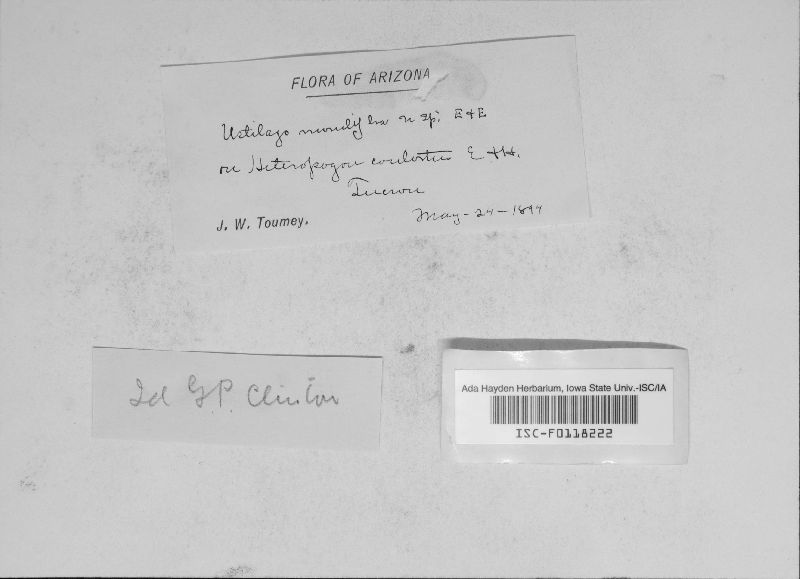 FLORA OF ARIZONA
Ustilago n sp. E & E
on Heteropogon contortus E & H.
Tucson
J. W. Toumey.
May-24-1894
Id G.P. Clinton
Ada Hayden Herbarium, Iowa State Univ.-ISC/IA
ISC-F0118222